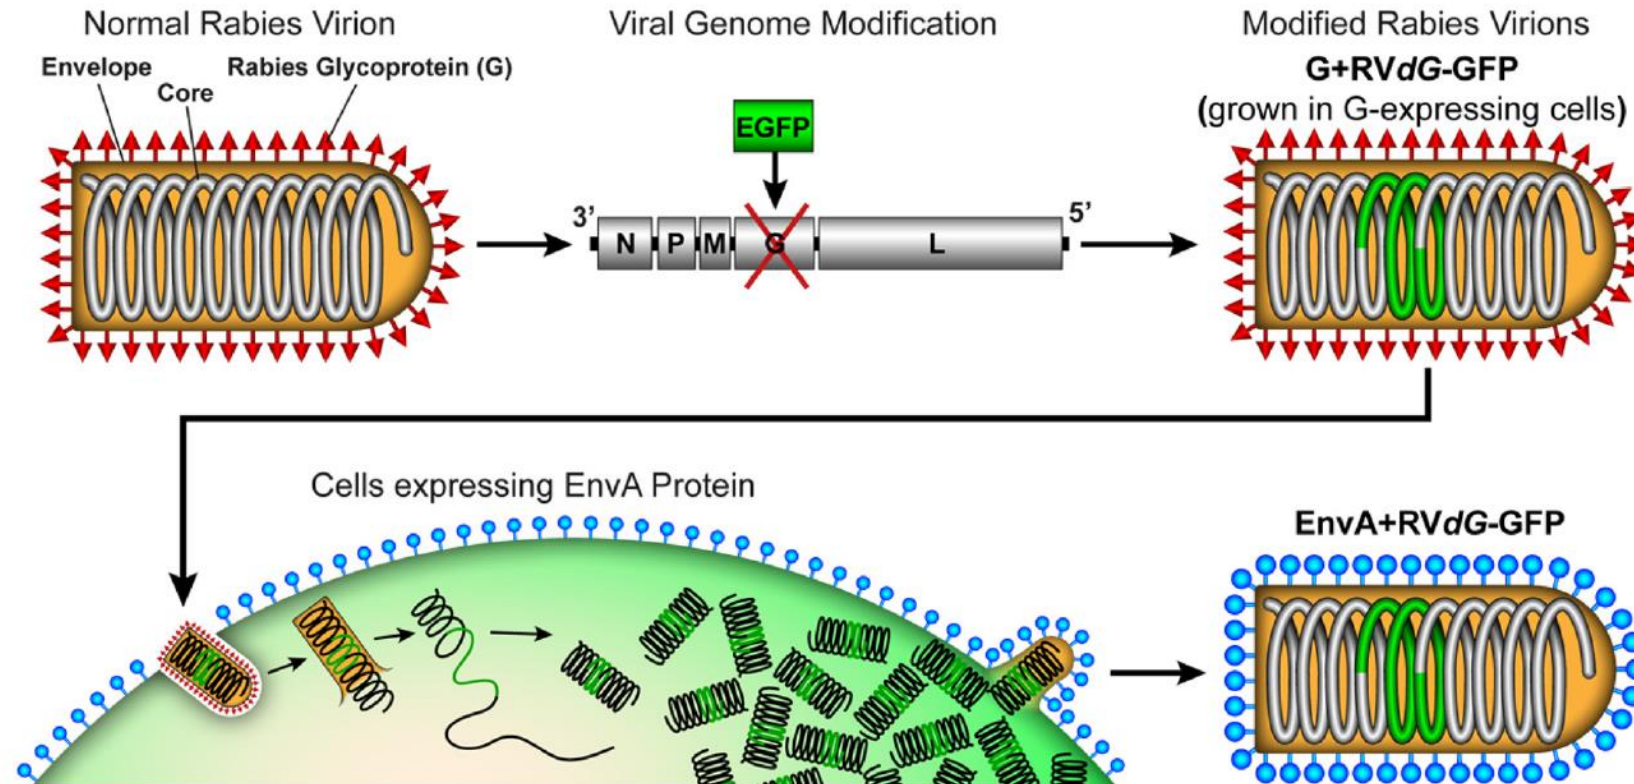 Normal Rabies Virion
Envelope
Core
Rabies Glycoprotein (G)
Viral Genome Modification
EGFP
3’
N
P
M
G
L
5’
Modified Rabies Virions
G+RVdG-GFP
(grown in G-expressing cells)
Cells expressing EnvA Protein
EnvA+RVdG-GFP